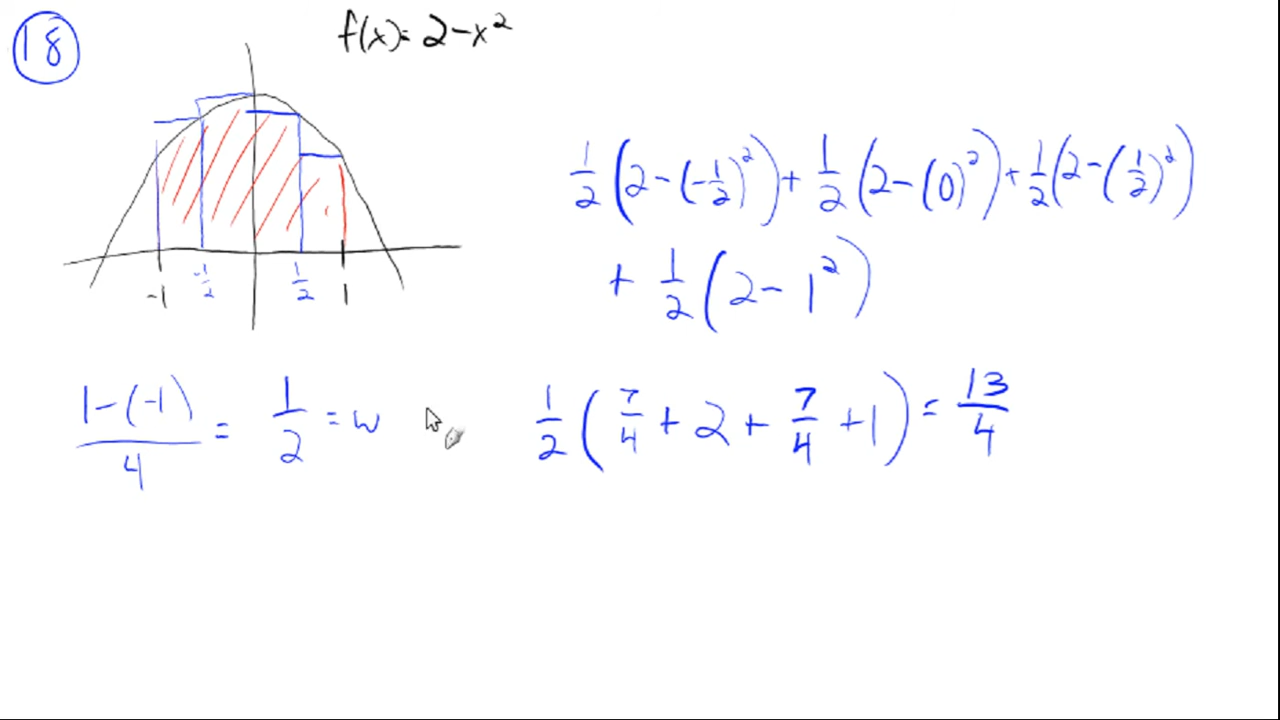 18
f(x) = 2 - x²
1/2 (2 - (-1/2)²) + 1/2 (2 - (0)²) + 1/2 (2 - (1/2)²)
+ 1/2 (2 - 1²)
-1 -1/2 1/2 1
(1 - (-1))/4 = 1/2 = w
1/2 (7/4 + 2 + 7/4 + 1) = 13/4